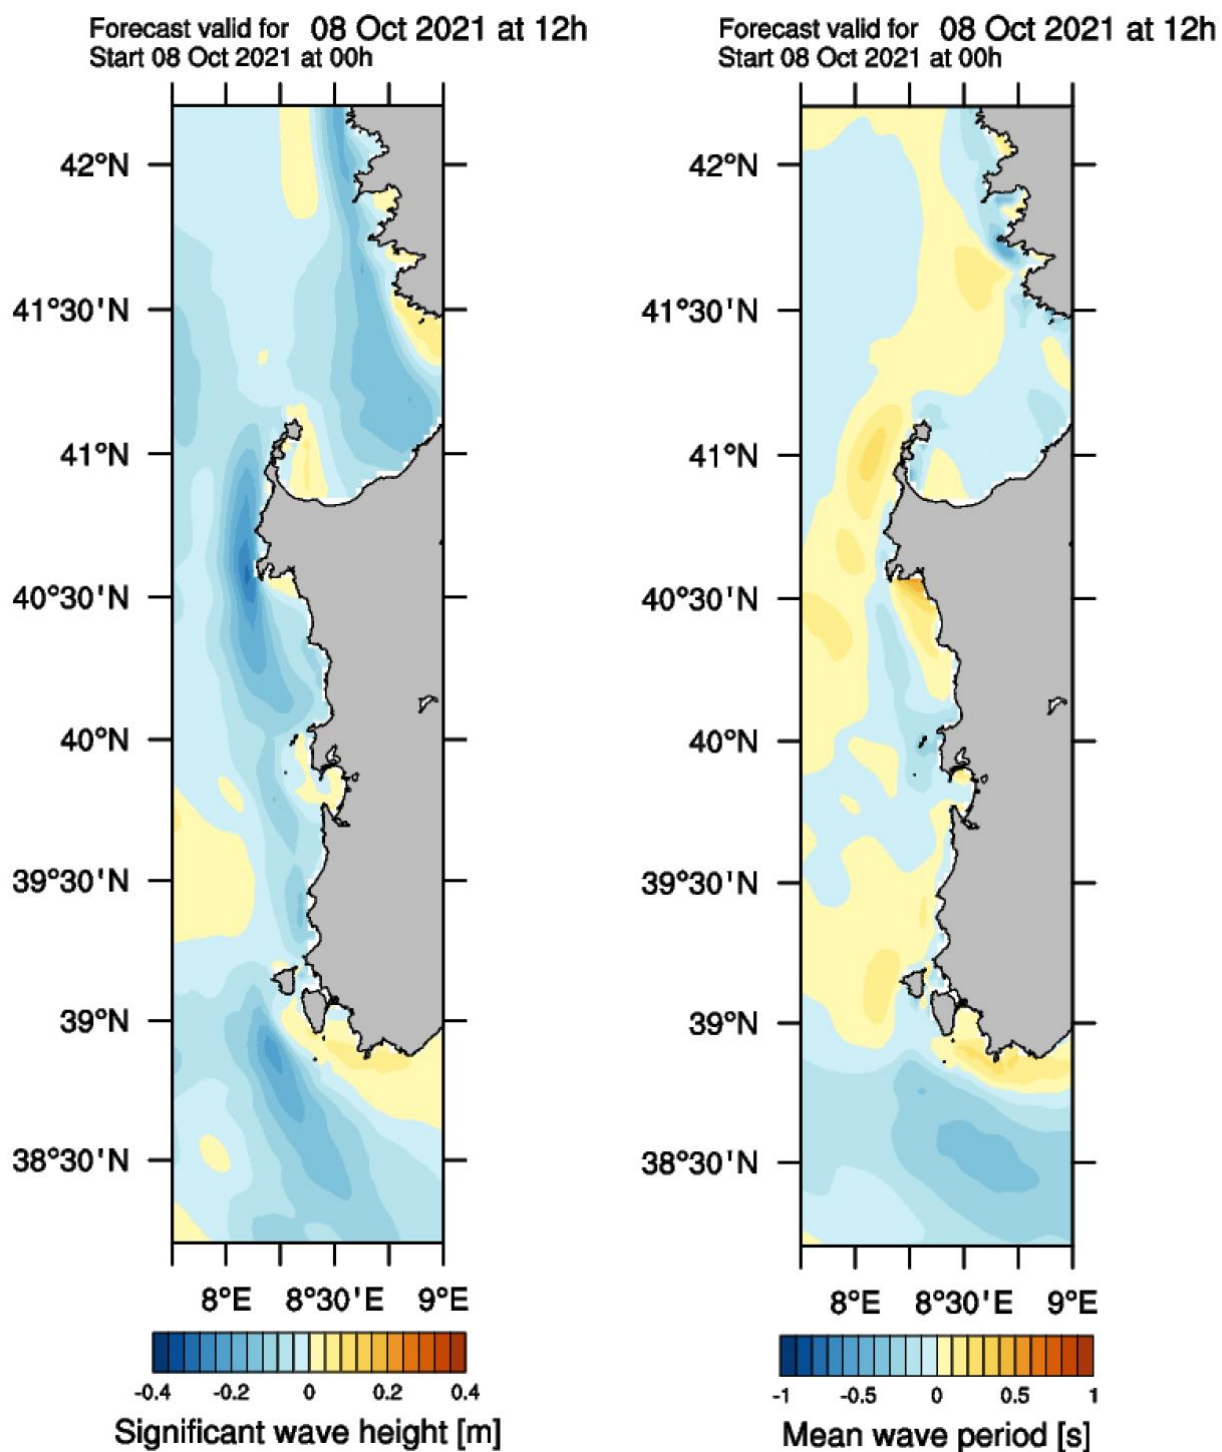 Forecast valid for 08 Oct 2021 at 12h
Start 08 Oct 2021 at 00h
42°N
41°30'N
41°N
40°30'N
40°N
39°30'N
39°N
38°30'N
8°E 8°30'E 9°E
-0.4 -0.2 0 0.2 0.4
Significant wave height [m]
Forecast valid for 08 Oct 2021 at 12h
Start 08 Oct 2021 at 00h
42°N
41°30'N
41°N
40°30'N
40°N
39°30'N
39°N
38°30'N
8°E 8°30'E 9°E
-1 -0.5 0 0.5 1
Mean wave period [s]